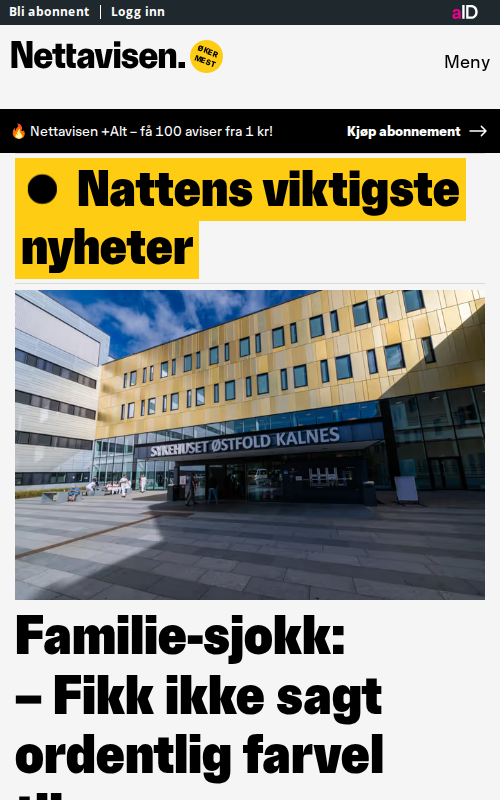 Bli abonnent | Logg inn
aID
Nettavisen.
ØKER
MEST
Meny
Nettavisen +Alt – få 100 aviser fra 1 kr!
Kjøp abonnement →
● Nattens viktigste
nyheter
SYKEHUSET ØSTFOLD KALNES
Familie-sjokk:
– Fikk ikke sagt
ordentlig farvel